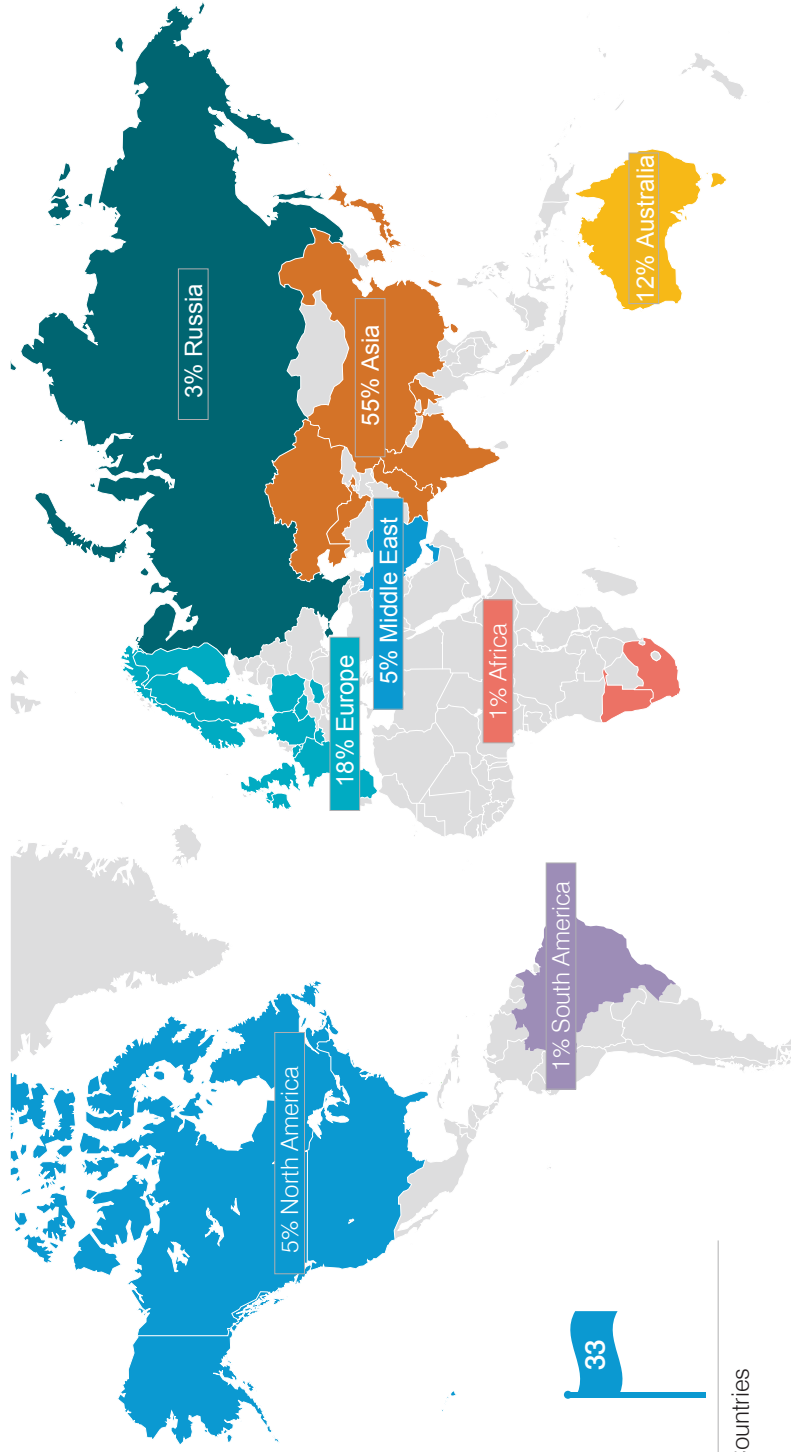 5% North America
18% Europe
3% Russia
55% Asia
5% Middle East
1% Africa
1% South America
12% Australia
33
ountries